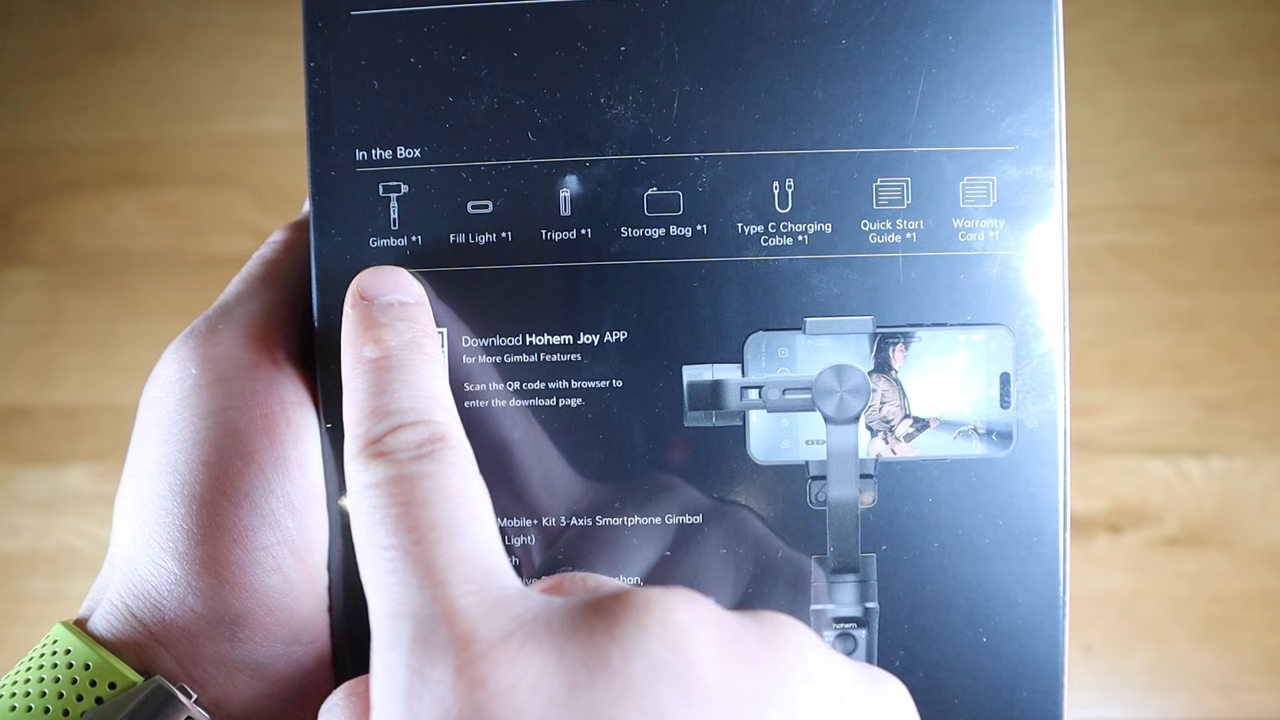 In the Box
Gimbal *1
Fill Light *1
Tripod *1
Storage Bag *1
Type C Charging
Cable *1
Quick Start
Guide *1
Warranty
Card *1
Download Hohem Joy APP
for More Gimbal Features
Scan the QR code with browser to
enter the download page.
Mobile+ Kit 3-Axis Smartphone Gimbal
Light)
hohem